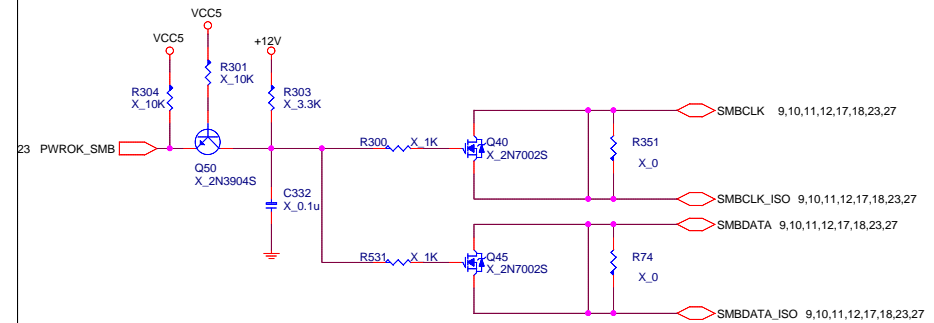 VCC5
VCC5
+12V
R301
X_10K
R304
X_10K
R303
X_3.3K
SMBCLK 9,10,11,12,17,18,23,27
R300 X_1K
Q40
X_2N7002S
R351
X_0
23 PWROK_SMB
Q50
X_2N3904S
C332
X_0.1u
SMBCLK_ISO 9,10,11,12,17,18,23,27
SMBDATA 9,10,11,12,17,18,23,27
R531 X_1K
Q45
X_2N7002S
R74
X_0
SMBDATA_ISO 9,10,11,12,17,18,23,27